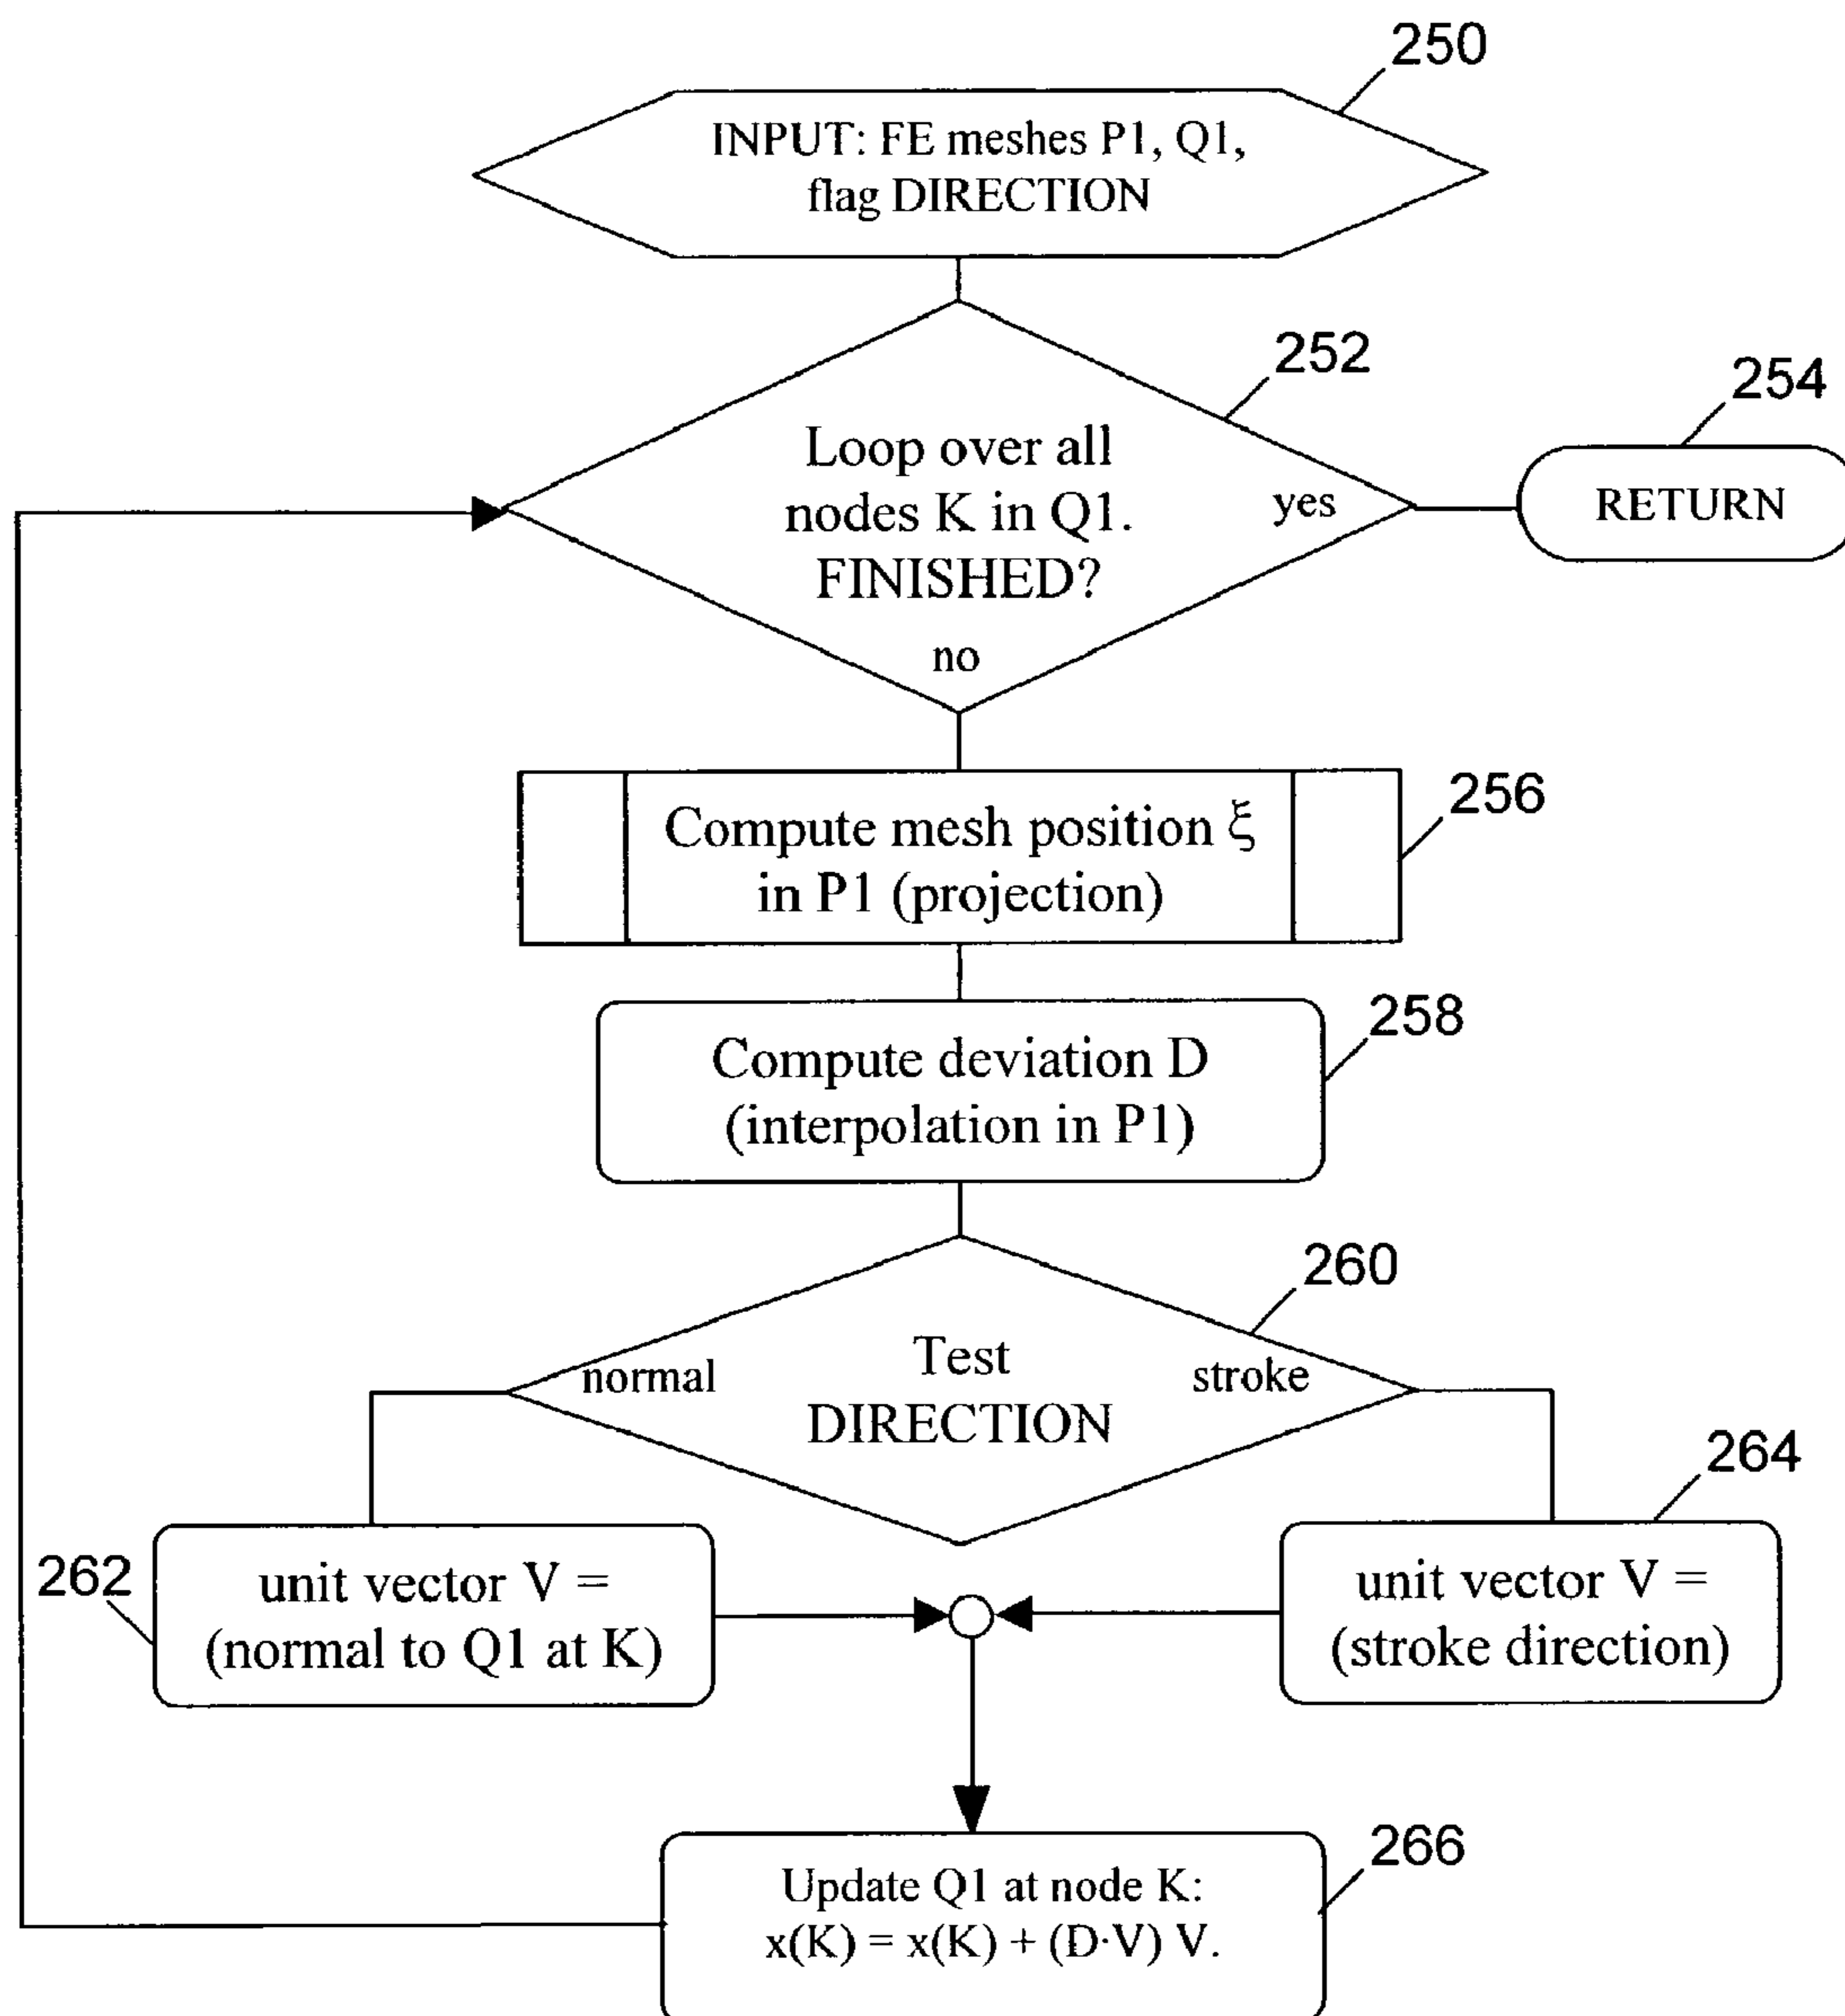 250
INPUT: FE meshes P1, Q1,
flag DIRECTION
252
254
Loop over all
nodes K in Q1.
FINISHED?
yes
RETURN
no
256
Compute mesh position ξ
in P1 (projection)
258
Compute deviation D
(interpolation in P1)
260
normal
Test
DIRECTION
stroke
264
262
unit vector V =
(normal to Q1 at K)
unit vector V =
(stroke direction)
266
Update Q1 at node K:
x(K) = x(K) + (D·V) V.